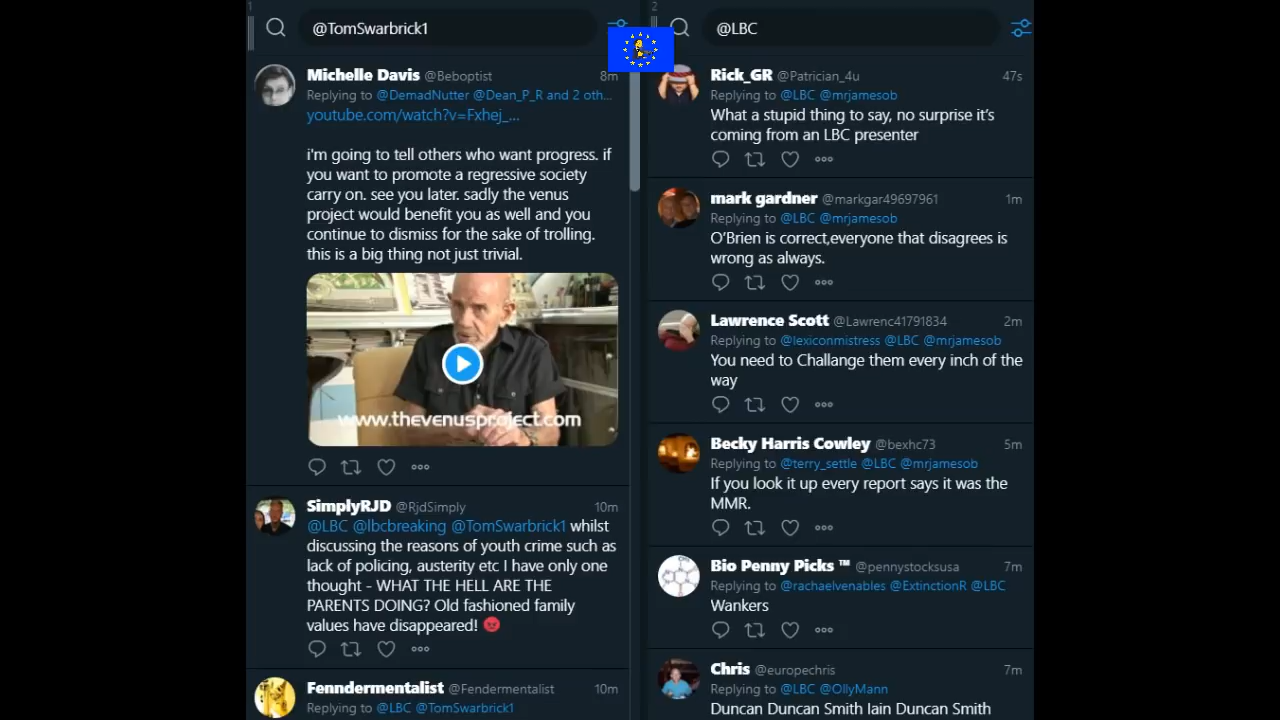 1
@TomSwarbrick1
Michelle Davis @Beboptist 8m
Replying to @DemadNutter @Dean_P_R and 2 oth...
youtube.com/watch?v=Fxhej_...
i'm going to tell others who want progress. if
you want to promote a regressive society
carry on. see you later. sadly the venus
project would benefit you as well and you
continue to dismiss for the sake of trolling.
this is a big thing not just trivial.
www.thevenusproject.com
SimplyRJD @RjdSimply 10m
@LBC @lbcbreaking @TomSwarbrick1 whilst
discussing the reasons of youth crime such as
lack of policing, austerity etc I have only one
thought - WHAT THE HELL ARE THE
PARENTS DOING? Old fashioned family
values have disappeared! 😡
Fenndermentalist @Fendermentalist 10m
Replying to @LBC @TomSwarbrick1
2
@LBC
Rick_GR @Patrician_4u 47s
Replying to @LBC @mrjamesob
What a stupid thing to say, no surprise it's
coming from an LBC presenter
mark gardner @markgar49697961 1m
Replying to @LBC @mrjamesob
O'Brien is correct,everyone that disagrees is
wrong as always.
Lawrence Scott @Lawrenc41791834 2m
Replying to @lexiconmistress @LBC @mrjamesob
You need to Challange them every inch of the
way
Becky Harris Cowley @bexhc73 5m
Replying to @terry_settle @LBC @mrjamesob
If you look it up every report says it was the
MMR.
Bio Penny Picks ™ @pennystocksusa 7m
Replying to @rachaelvenables @ExtinctionR @LBC
Wankers
Chris @europechris 7m
Replying to @LBC @OllyMann
Duncan Duncan Smith Iain Duncan Smith